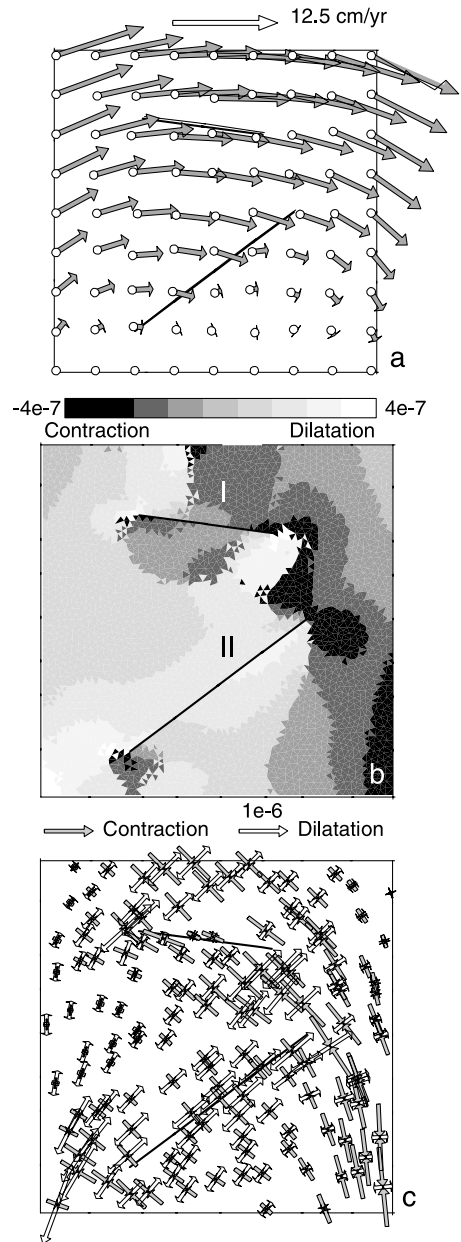 12.5 cm/yr
a
-4e-7 4e-7
Contraction Dilatation
I
II
b
1e-6
Contraction Dilatation
c